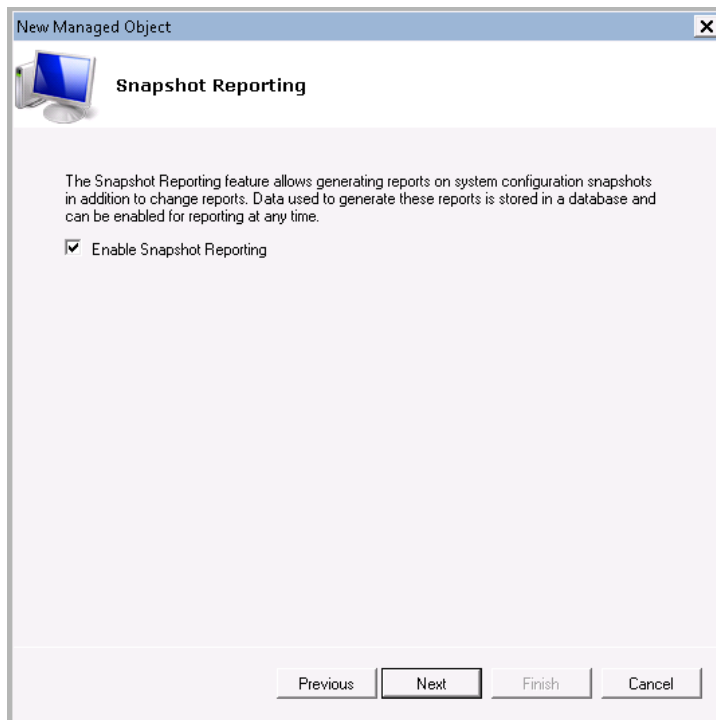 New Managed Object
Snapshot Reporting
The Snapshot Reporting feature allows generating reports on system configuration snapshots
in addition to change reports. Data used to generate these reports is stored in a database and
can be enabled for reporting at any time.
Enable Snapshot Reporting
Previous Next Finish Cancel